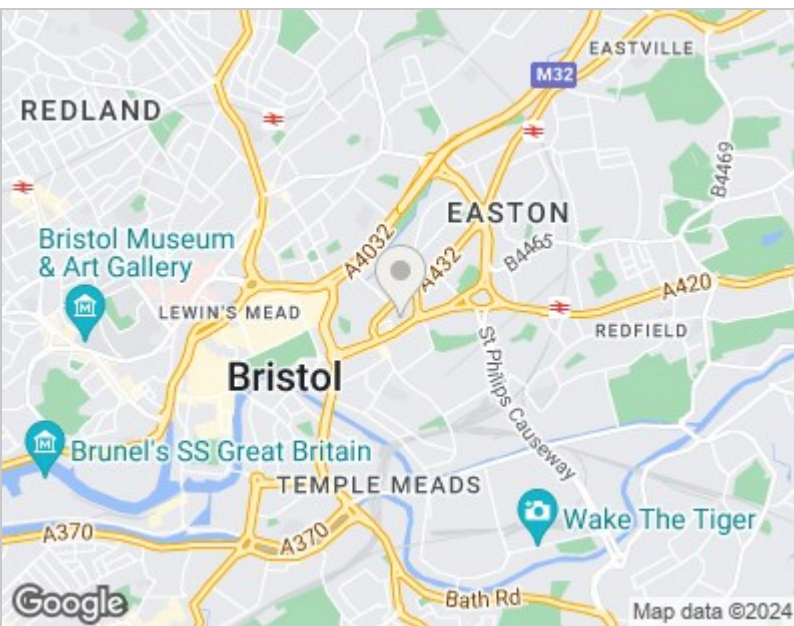 EASTVILLE
M32
REDLAND
B4469
EASTON
Bristol Museum
& Art Gallery
A4032
A432
B4465
A420
LEWIN'S MEAD
REDFIELD
Bristol
St Philips Causeway
Brunel's SS Great Britain
TEMPLE MEADS
Wake The Tiger
A370
A370
Bath Rd
Google
Map data ©2024